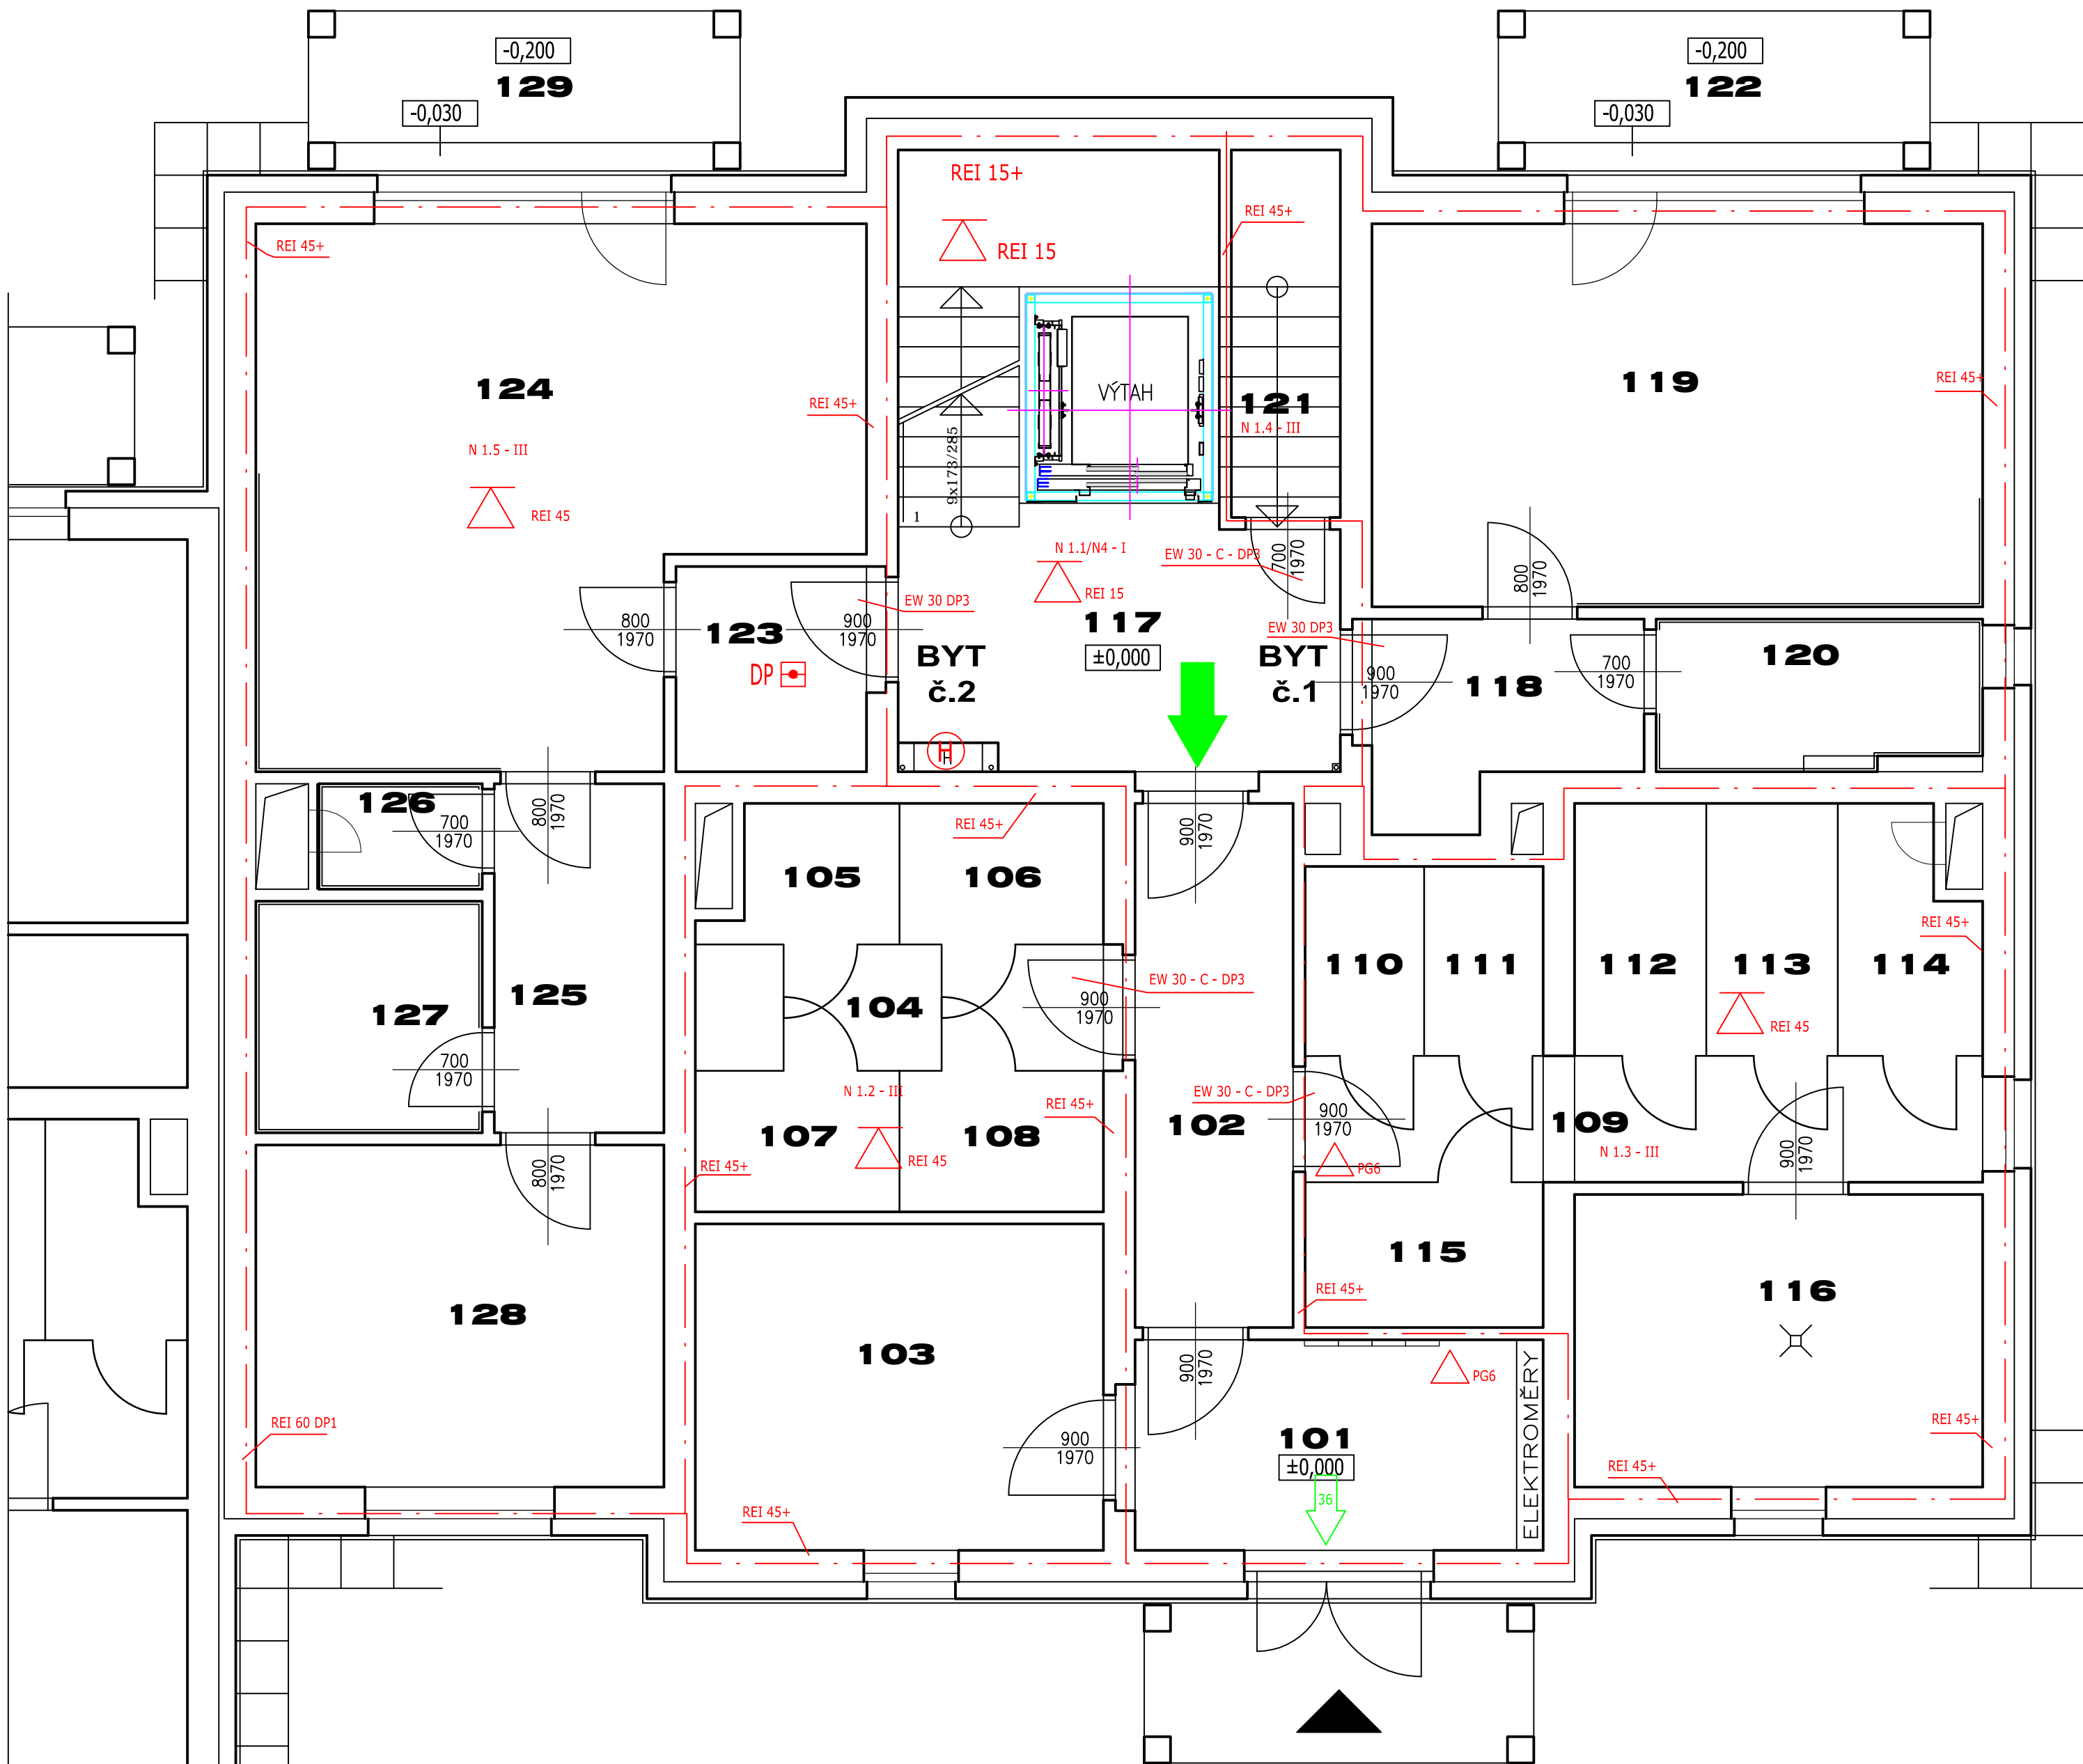 -0,200
129
-0,030
-0,200
122
-0,030
REI 15+
REI 15
REI 45+
REI 45+
124
REI 45+
N 1.5 - III
REI 45
VÝTAH
9x173/285
1
121
N 1.4 - III
119
REI 45+
N 1.1/N4 - I
REI 15
EW 30 - C - DP3
700
1970
800
1970
EW 30 DP3
800
1970
123
900
1970
DP
117
±0,000
BYT
č.2
BYT
č.1
EW 30 DP3
900
1970
118
700
1970
120
H
H
126
700
1970
800
1970
REI 45+
105
106
900
1970
127
125
700
1970
104
EW 30 - C - DP3
900
1970
110
111
112
113
114
REI 45+
REI 45
N 1.2 - III
107
108
REI 45
REI 45+
REI 45+
102
EW 30 - C - DP3
900
1970
PG6
109
N 1.3 - III
900
1970
800
1970
128
103
115
REI 45+
116
REI 60 DP1
900
1970
900
1970
PG6
101
±0,000
36
ELEKTROMĚRY
REI 45+
REI 45+
REI 45+